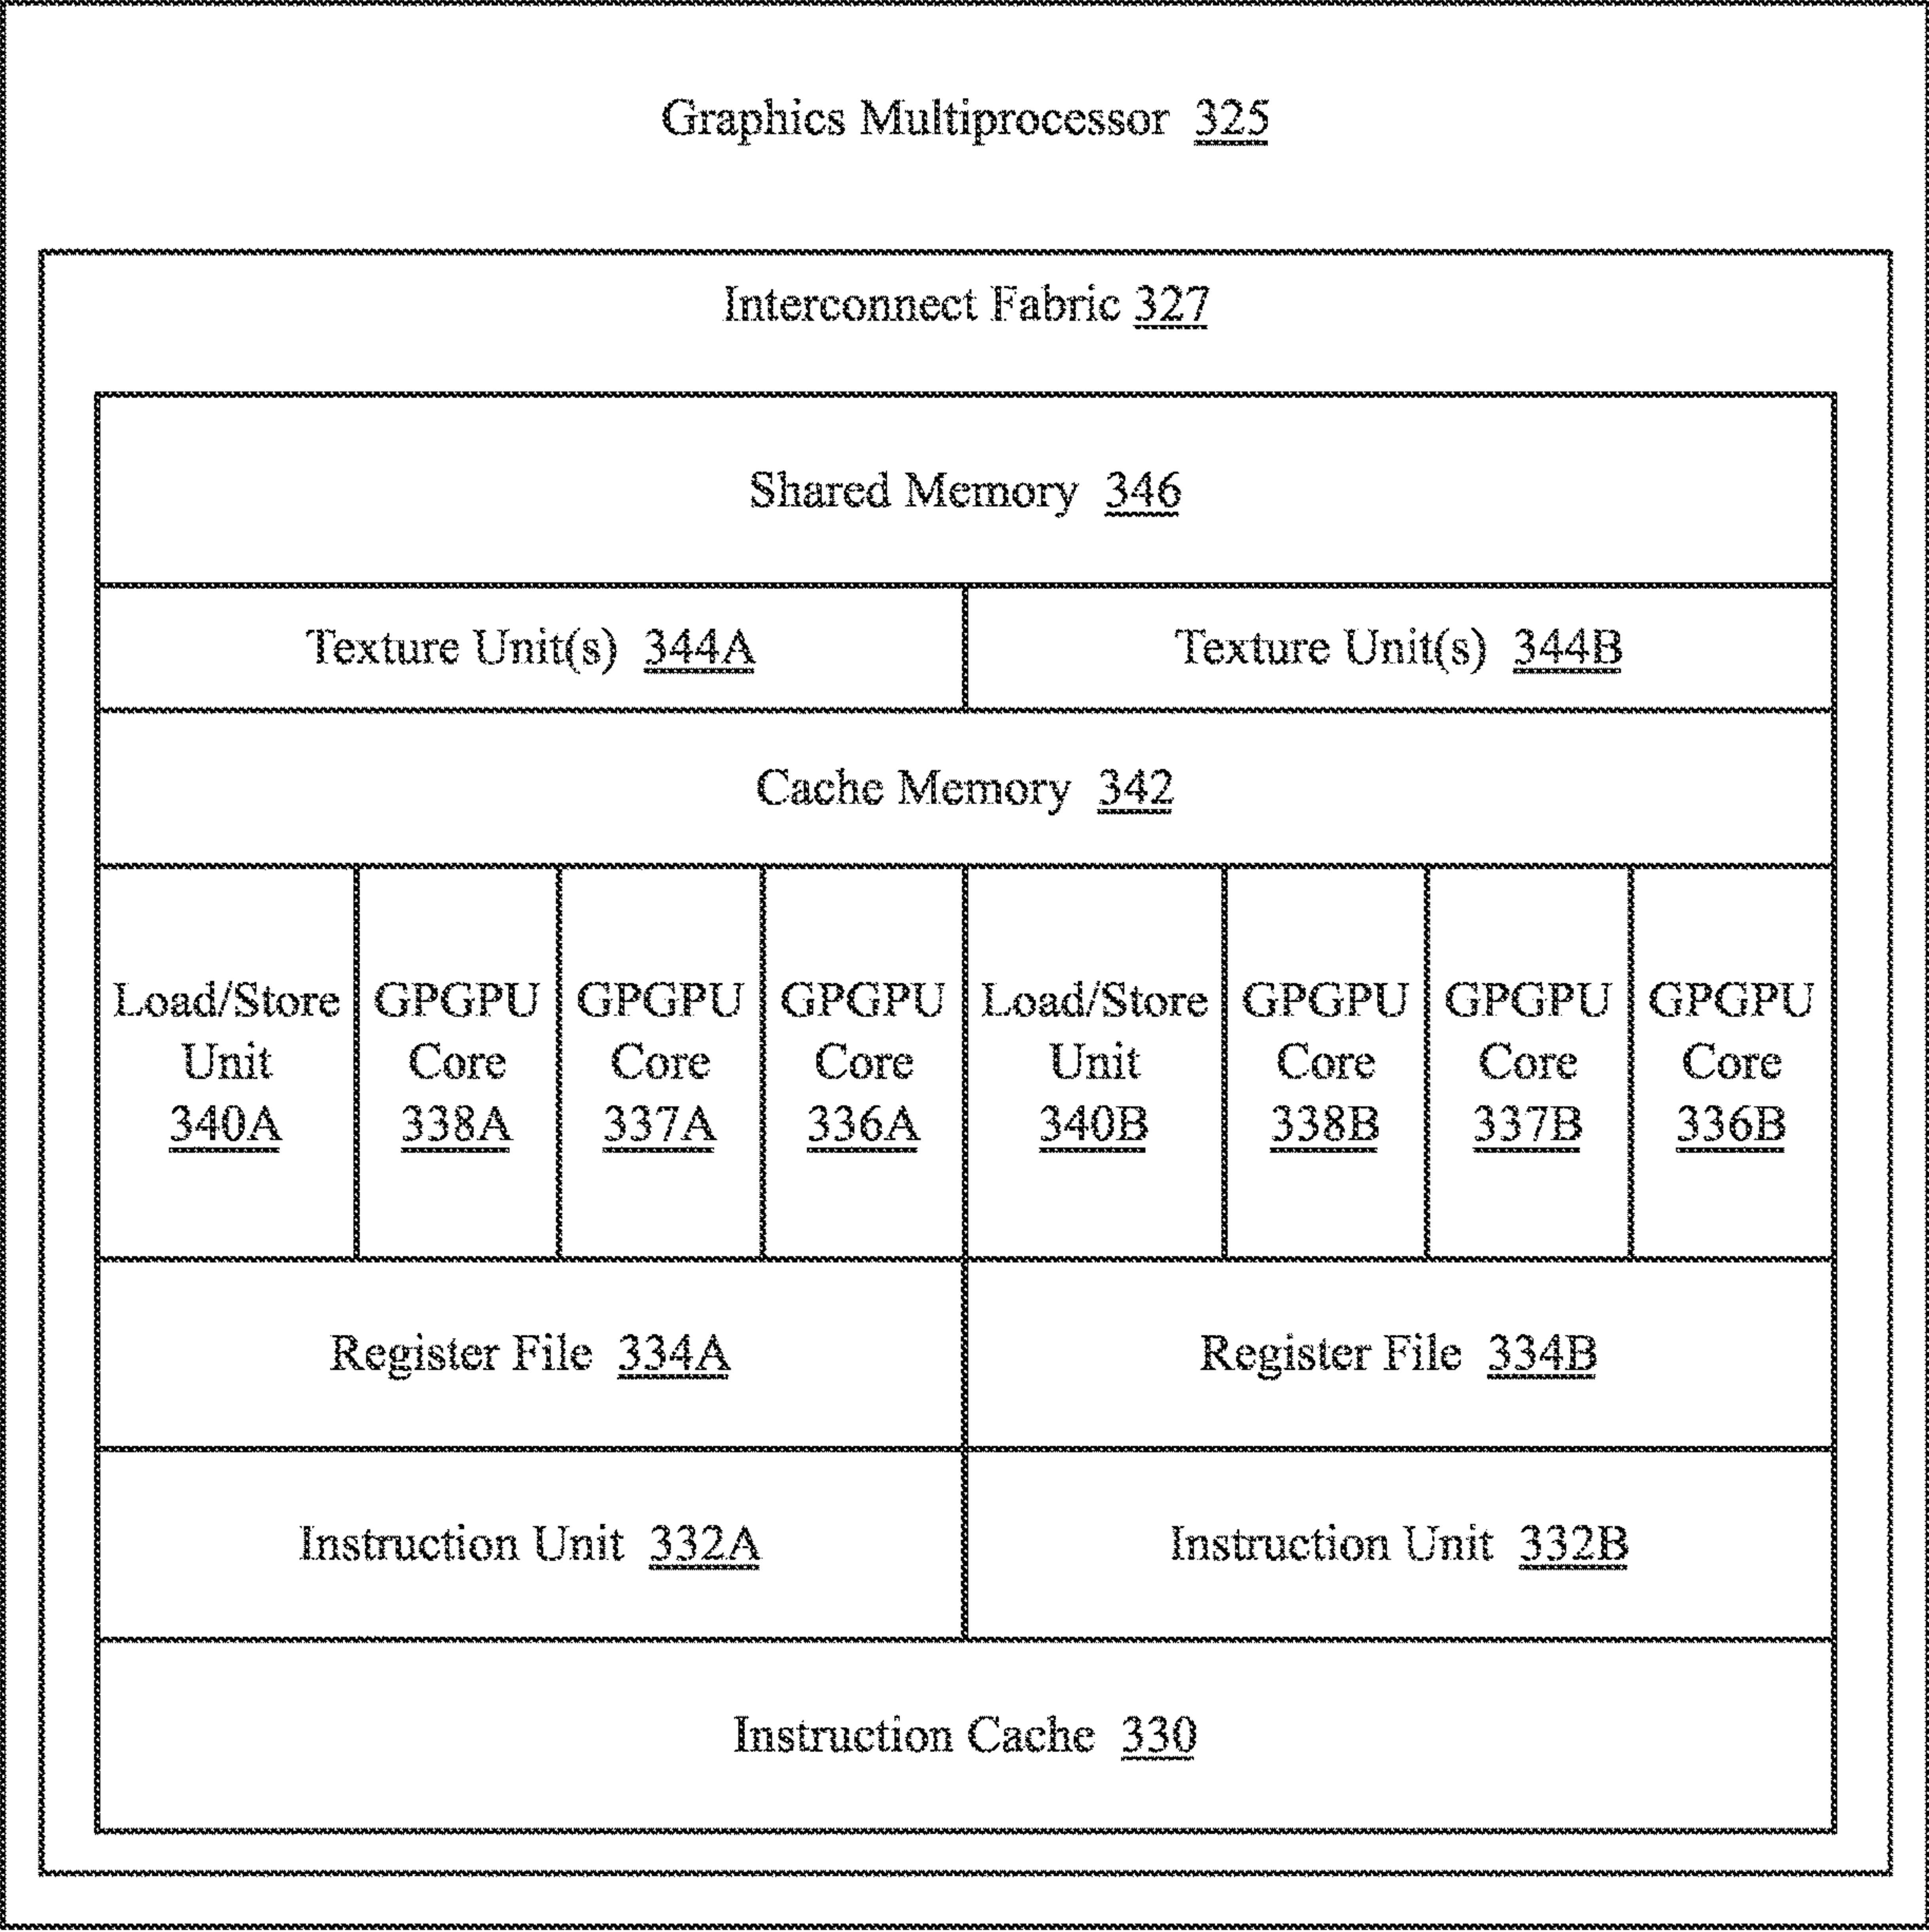 Graphics Multiprocessor 325
Interconnect Fabric 327
Shared Memory 346
Texture Unit(s) 344A
Texture Unit(s) 344B
Cache Memory 342
Load/Store
Unit
340A
GPGPU
Core
338A
GPGPU
Core
337A
GPGPU
Core
336A
Load/Store
Unit
340B
GPGPU
Core
338B
GPGPU
Core
337B
GPGPU
Core
336B
Register File 334A
Register File 334B
Instruction Unit 332A
Instruction Unit 332B
Instruction Cache 330